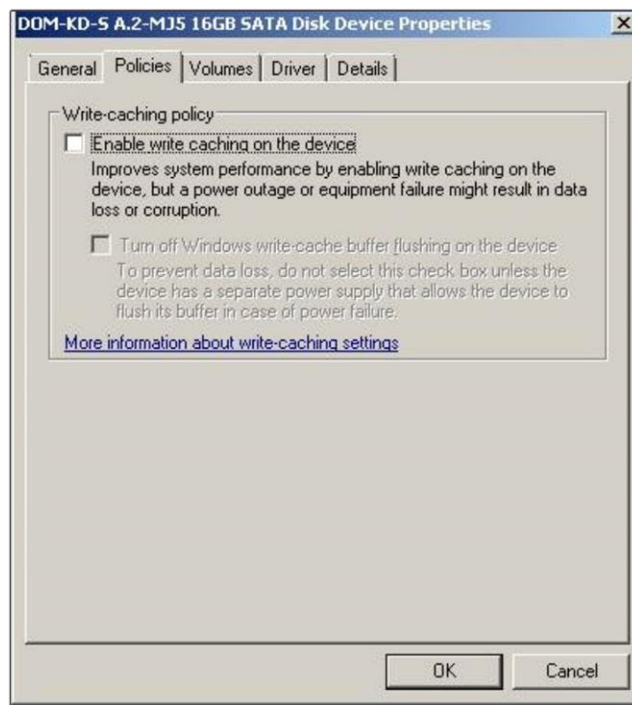 DOM-KD-S A.2-MJ5 16GB SATA Disk Device Properties
General Policies Volumes Driver Details
Write-caching policy
Enable write caching on the device
Improves system performance by enabling write caching on the
device, but a power outage or equipment failure might result in data
loss or corruption.
Turn off Windows write-cache buffer flushing on the device
To prevent data loss, do not select this check box unless the
device has a separate power supply that allows the device to
flush its buffer in case of power failure.
More information about write-caching settings
OK Cancel